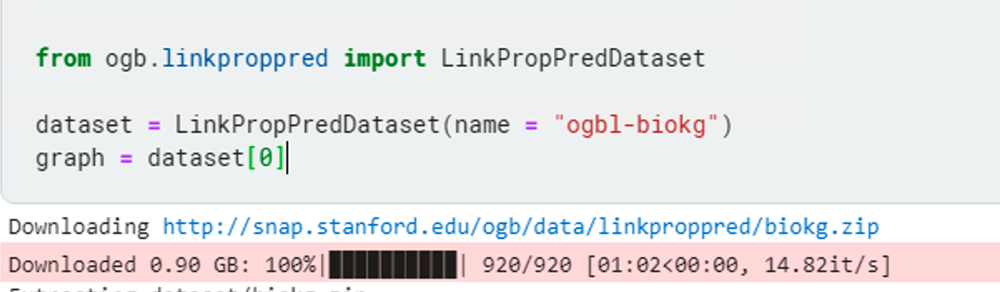 from ogb.linkproppred import LinkPropPredDataset
dataset = LinkPropPredDataset(name = "ogbl-biokg")
graph = dataset[0]
Downloading http://snap.stanford.edu/ogb/data/linkproppred/biokg.zip
Downloaded 0.90 GB: 100%|██████████| 920/920 [01:02<00:00, 14.82it/s]
Extracting dataset/biokg.zip